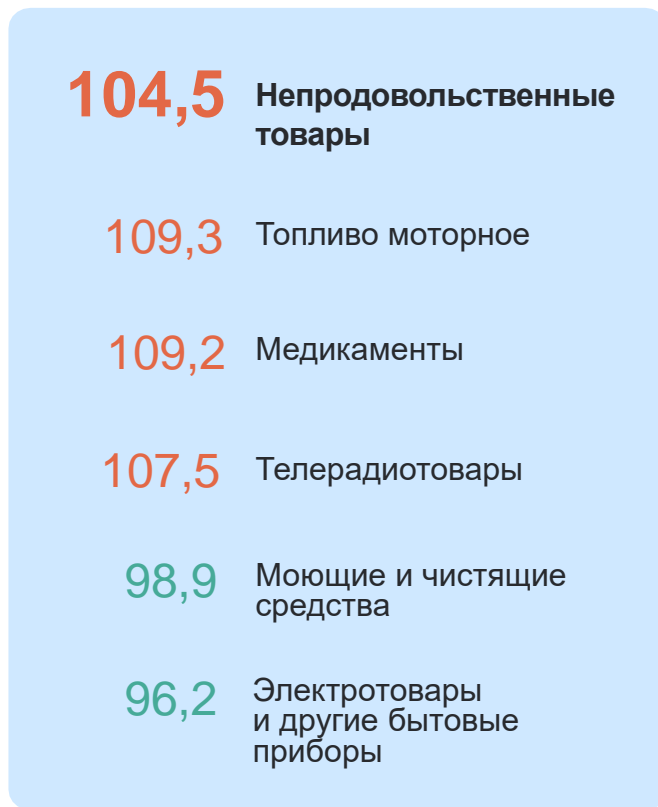 104,5 Непродовольственные
товары
109,3 Топливо моторное
109,2 Медикаменты
107,5 Телерадиотовары
98,9 Моющие и чистящие
средства
96,2 Электротовары
и другие бытовые
приборы